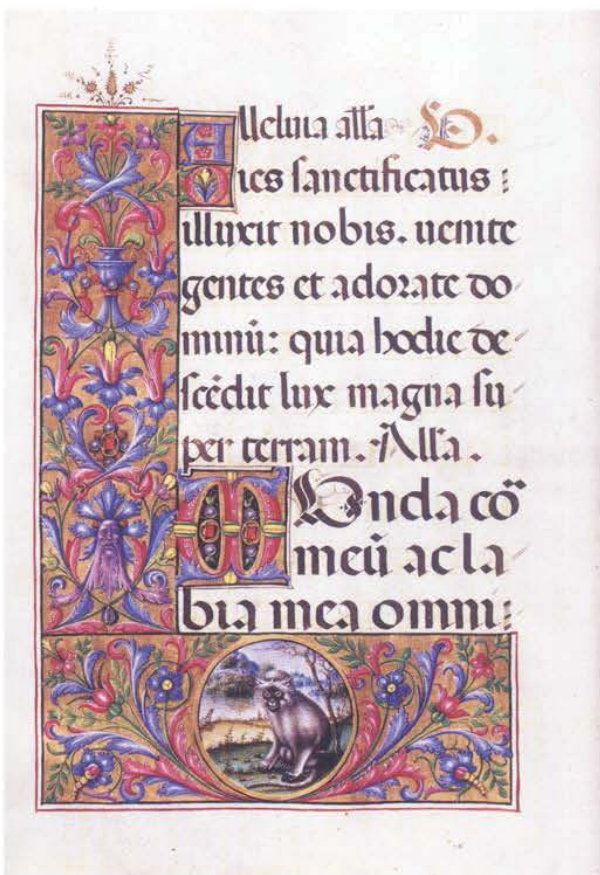 Alleluia all̃a V.
Dies sanctificatus:
illuxit nobis. uenite
gentes et adorate do
minũ: quia hodie de
scẽdit lux magna su
per terram. All̃a.
MUnda cõ
meũ ac la
bia mea omni: